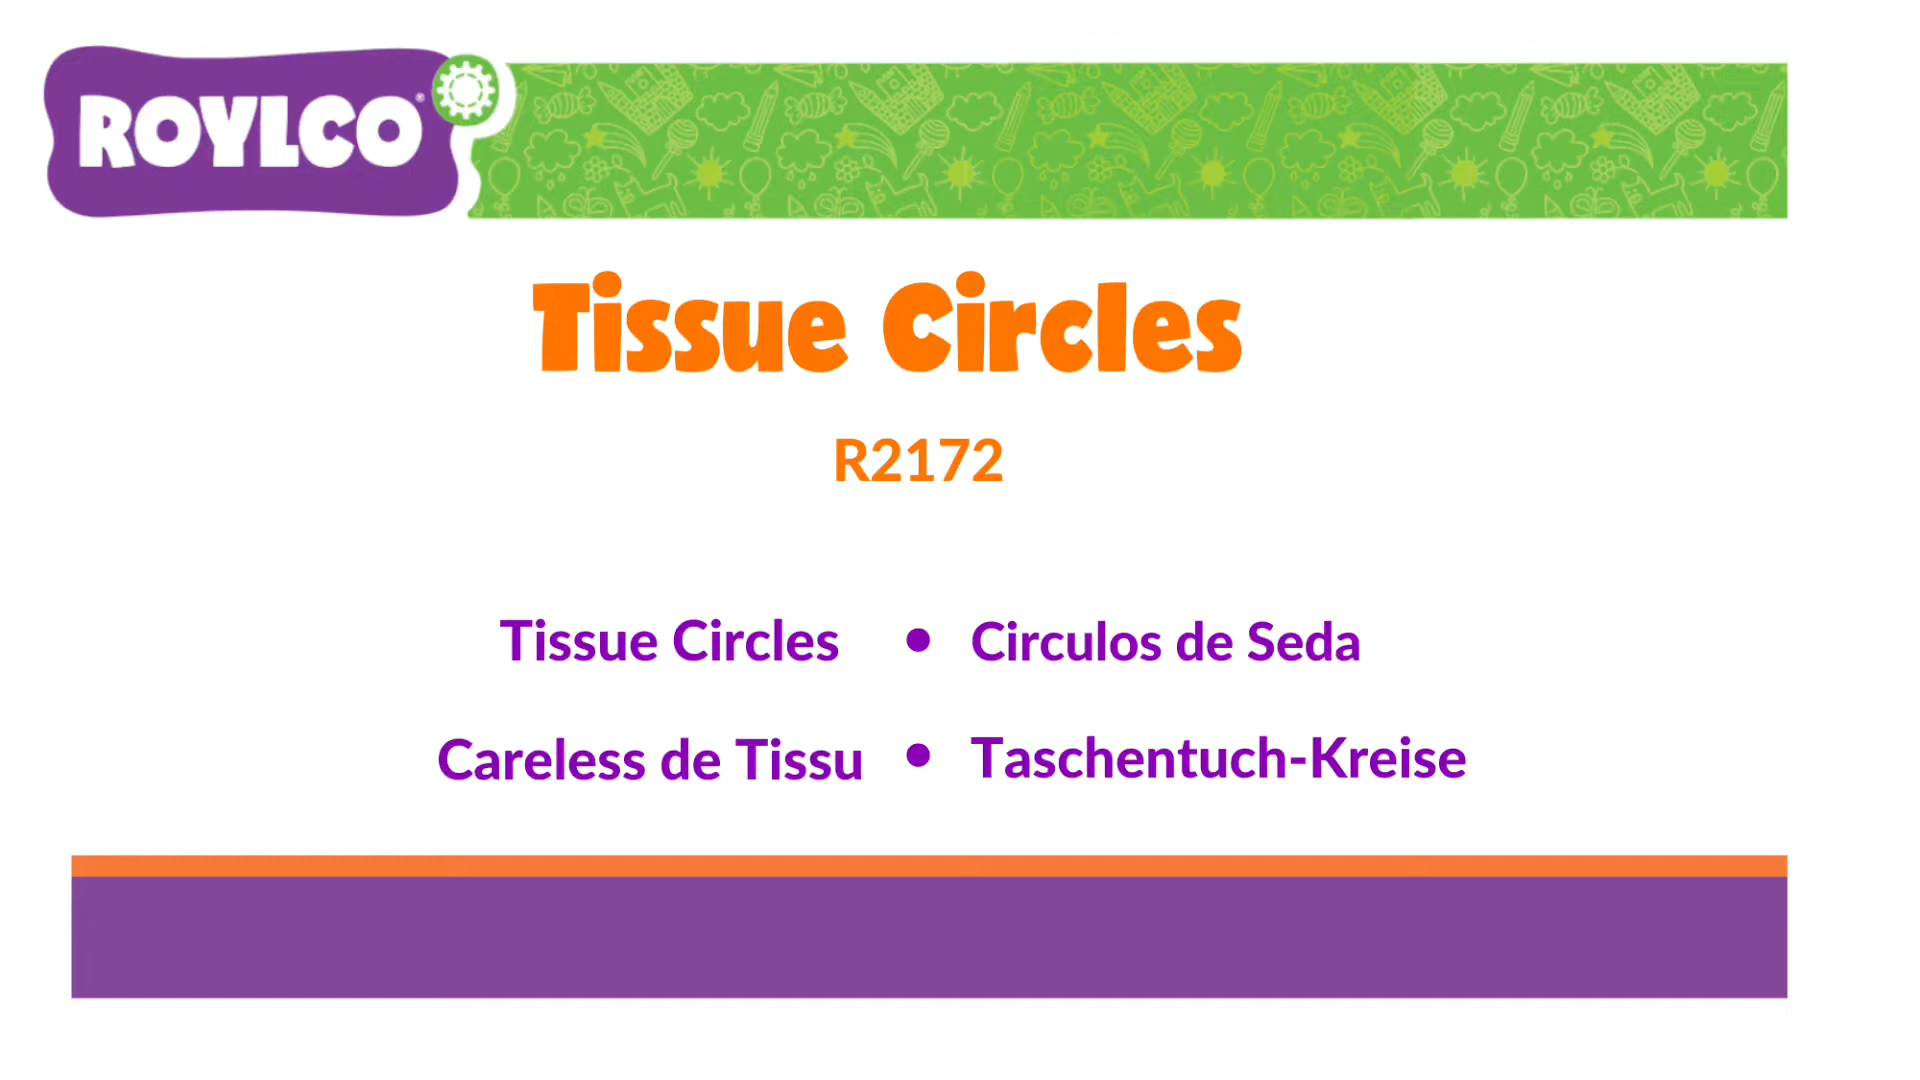 ROYLCO®
Tissue Circles
R2172
Tissue Circles • Circulos de Seda
Careless de Tissu • Taschentuch-Kreise